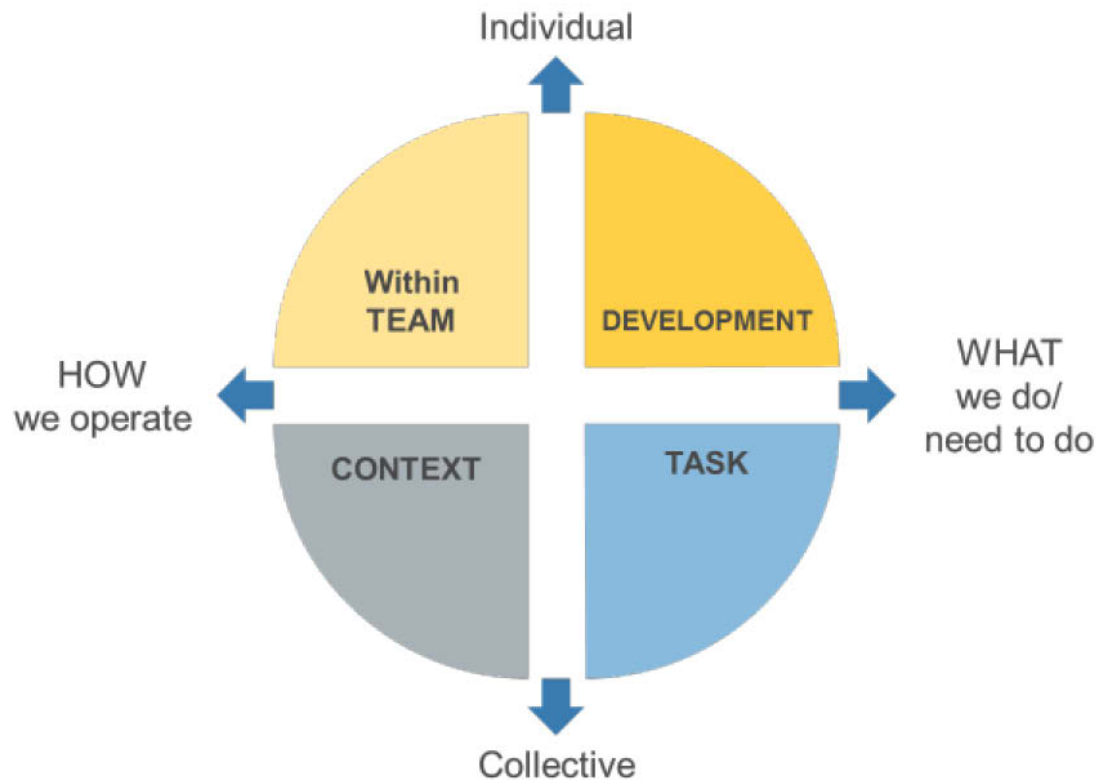 Individual
Within
TEAM
DEVELOPMENT
HOW
we operate
WHAT
we do/
need to do
CONTEXT
TASK
Collective